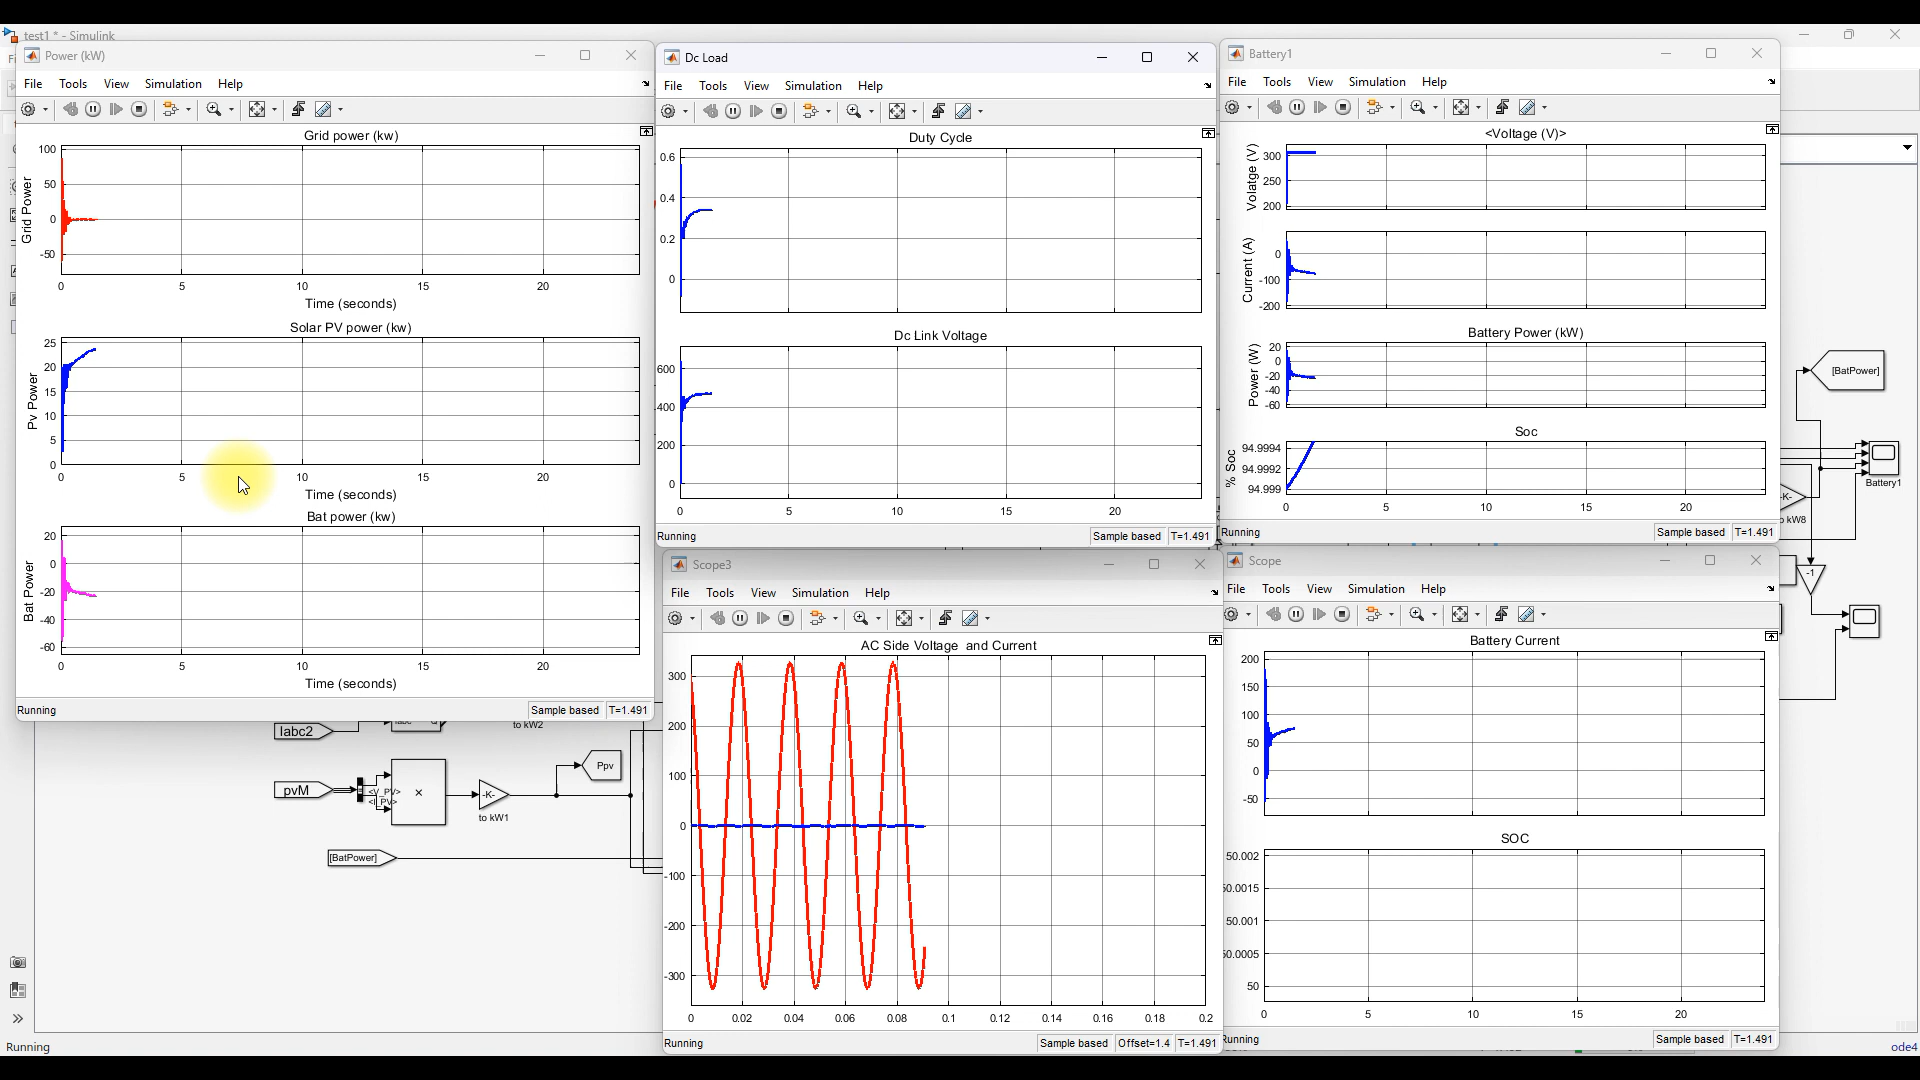 test1 * - Simulink
Power (kW)
File Tools View Simulation Help
Grid power (kw)
Grid Power
100
50
0
-50
0 5 10 15 20
Time (seconds)
Solar PV power (kw)
Pv Power
25
20
15
10
5
0
0 5 10 15 20
Time (seconds)
Bat power (kw)
Bat Power
20
0
-20
-40
-60
0 5 10 15 20
Time (seconds)
Running Sample based T=1.491
Dc Load
File Tools View Simulation Help
Duty Cycle
0.6
0.4
0.2
0
Dc Link Voltage
600
400
200
0
0 5 10 15 20
Running Sample based T=1.491
Battery1
File Tools View Simulation Help
<Voltage (V)>
Volatge (V)
300
250
200
Current (A)
0
-100
-200
Battery Power (kW)
Power (W)
20
0
-20
-40
-60
Soc
% Soc
94.9994
94.9992
94.999
0 5 10 15 20
Running Sample based T=1.491
Scope3
File Tools View Simulation Help
AC Side Voltage and Current
300
200
100
0
-100
-200
-300
0 0.02 0.04 0.06 0.08 0.1 0.12 0.14 0.16 0.18 0.2
Running Sample based Offset=1.4 T=1.491
Scope
File Tools View Simulation Help
Battery Current
200
150
100
50
0
-50
SOC
50.002
50.0015
50.001
50.0005
50
0 5 10 15 20
Running Sample based T=1.491
[BatPower]
Battery1
-K-
kW8
-1
Iabc2
to kW2
pvM
<V_PV>
<I_PV>
×
-K-
to kW1
Ppv
[BatPower]
Running
ode4